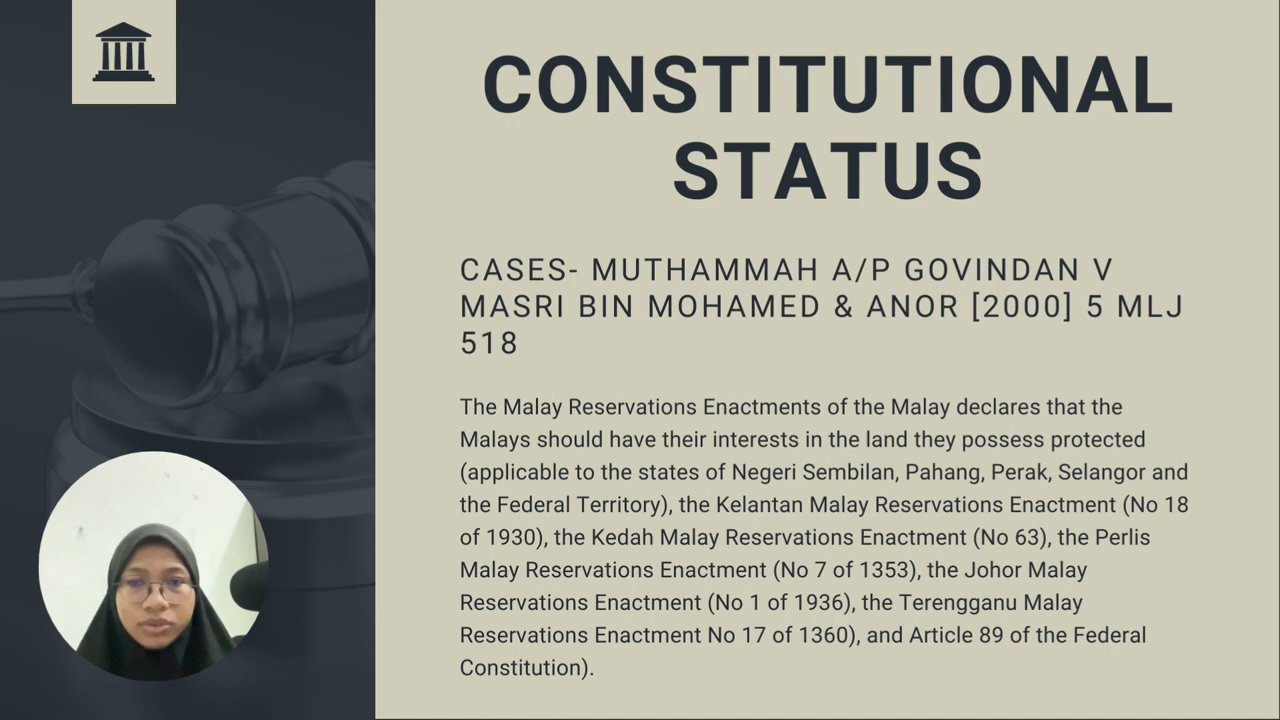 CONSTITUTIONAL
STATUS
CASES- MUTHAMMAH A/P GOVINDAN V
MASRI BIN MOHAMED & ANOR [2000] 5 MLJ
518
The Malay Reservations Enactments of the Malay declares that the
Malays should have their interests in the land they possess protected
(applicable to the states of Negeri Sembilan, Pahang, Perak, Selangor and
the Federal Territory), the Kelantan Malay Reservations Enactment (No 18
of 1930), the Kedah Malay Reservations Enactment (No 63), the Perlis
Malay Reservations Enactment (No 7 of 1353), the Johor Malay
Reservations Enactment (No 1 of 1936), the Terengganu Malay
Reservations Enactment No 17 of 1360), and Article 89 of the Federal
Constitution).